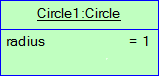 Circle1:Circle
radius = 1